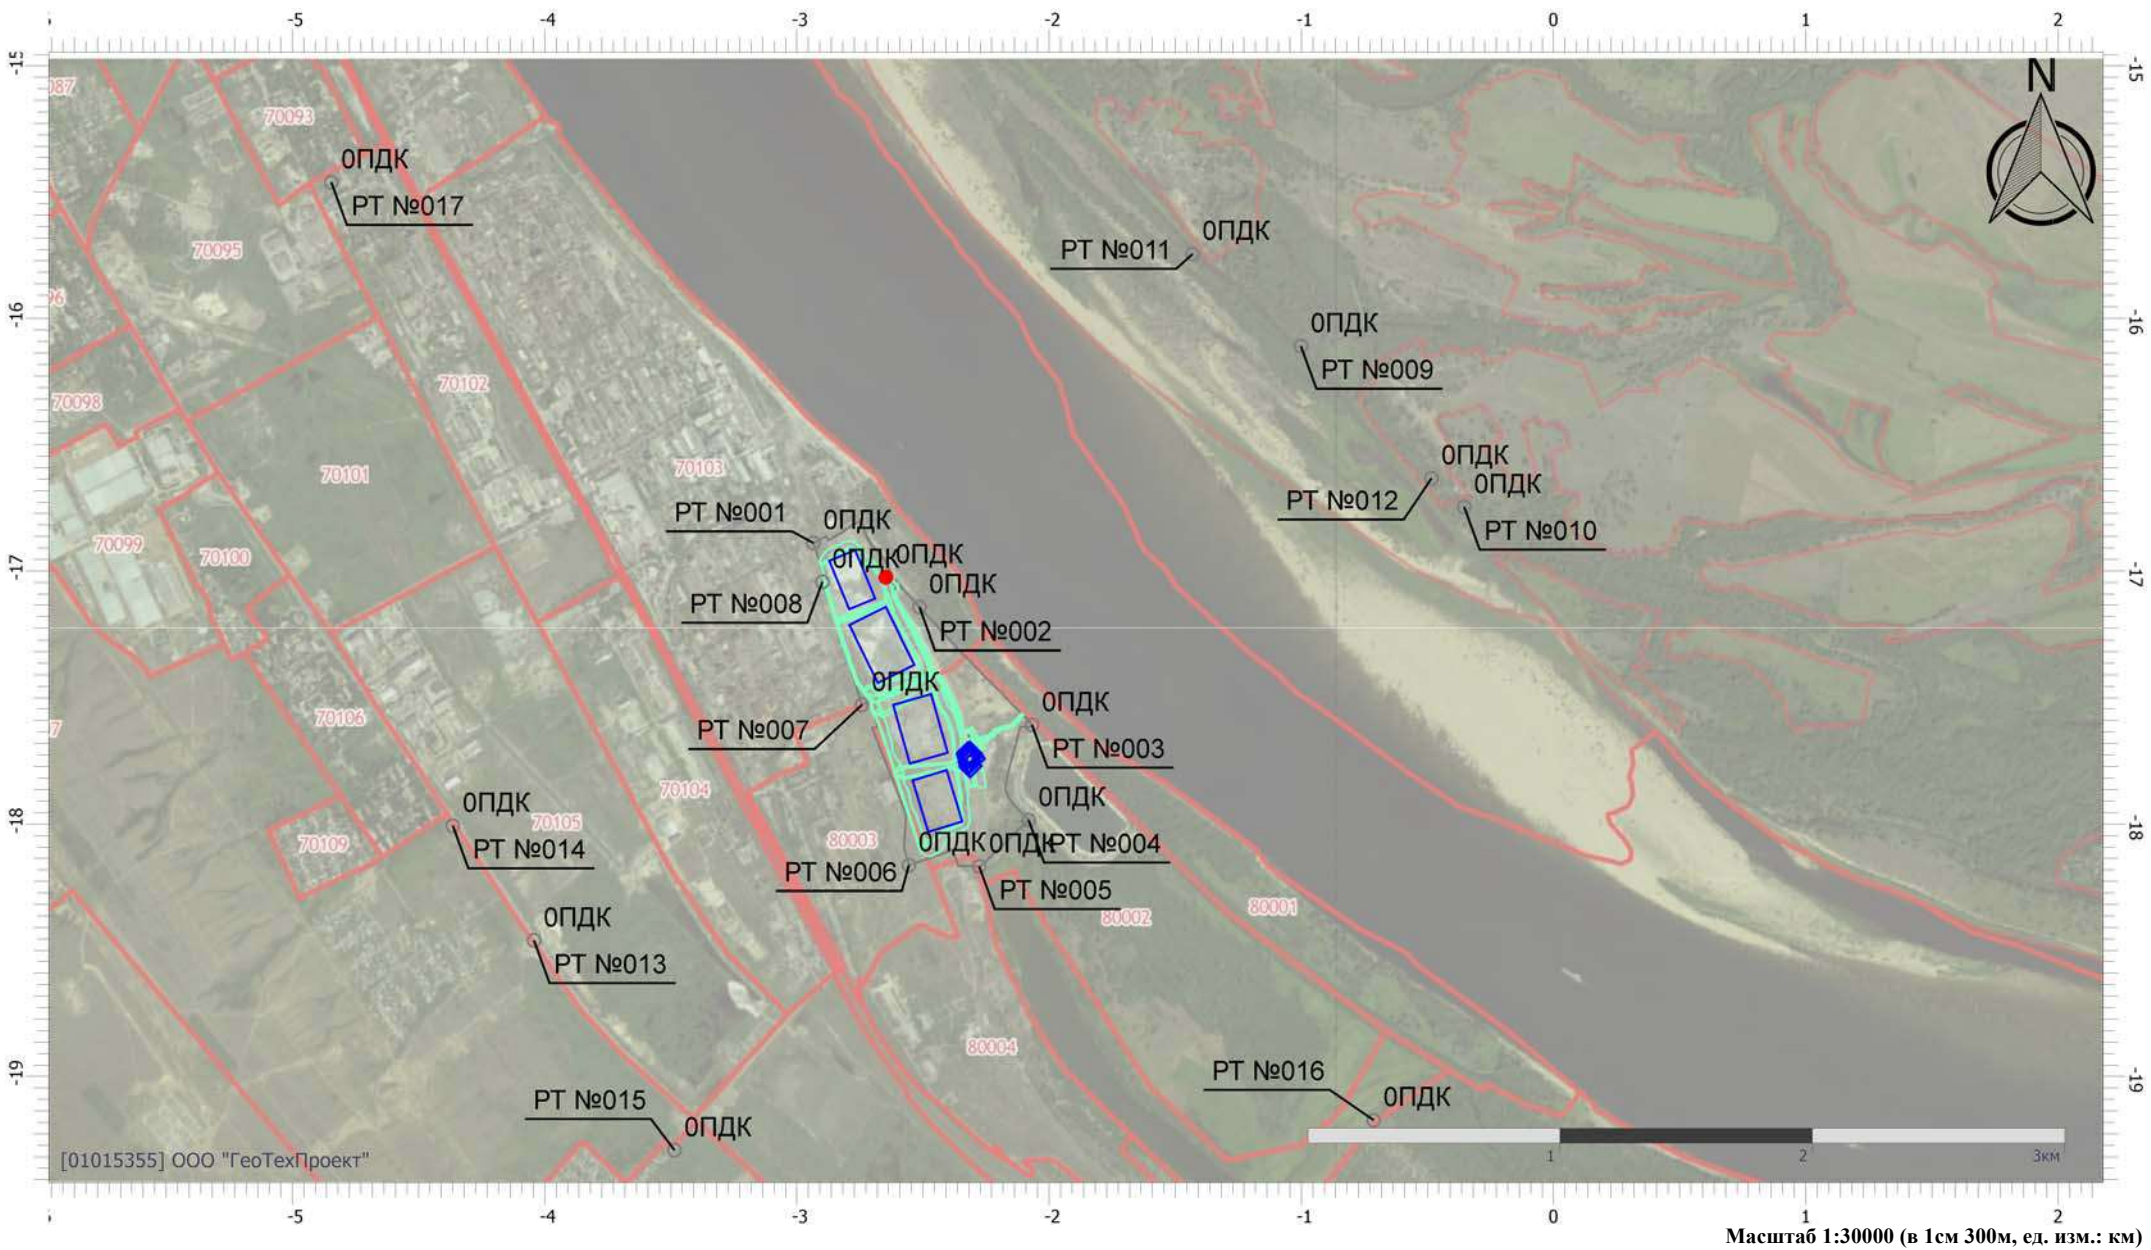 -5 -4 -3 -2 -1 0 1 2
-15
-15
N
70093
0ПДК
РТ №017
70095
0ПДК
РТ №011
-16
-16
0ПДК
РТ №009
70102
70098
70101
70103
0ПДК
0ПДК
РТ №012
РТ №010
РТ №001
0ПДК
70099
70100
0ПДК
0ПДК
-17
-17
0ПДК
РТ №008
РТ №002
0ПДК
70106
РТ №007
0ПДК
РТ №003
70104
0ПДК
70105
0ПДК
-18
-18
70109
РТ №014
80003
0ПДК
0ПДК
РТ №004
РТ №006
РТ №005
80002
80001
0ПДК
РТ №013
80004
-19
-19
РТ №016
0ПДК
РТ №015
0ПДК
[01015355] ООО "ГеоТехПроект"
1 2 3км
-5 -4 -3 -2 -1 0 1 2
Масштаб 1:30000 (в 1см 300м, ед. изм.: км)